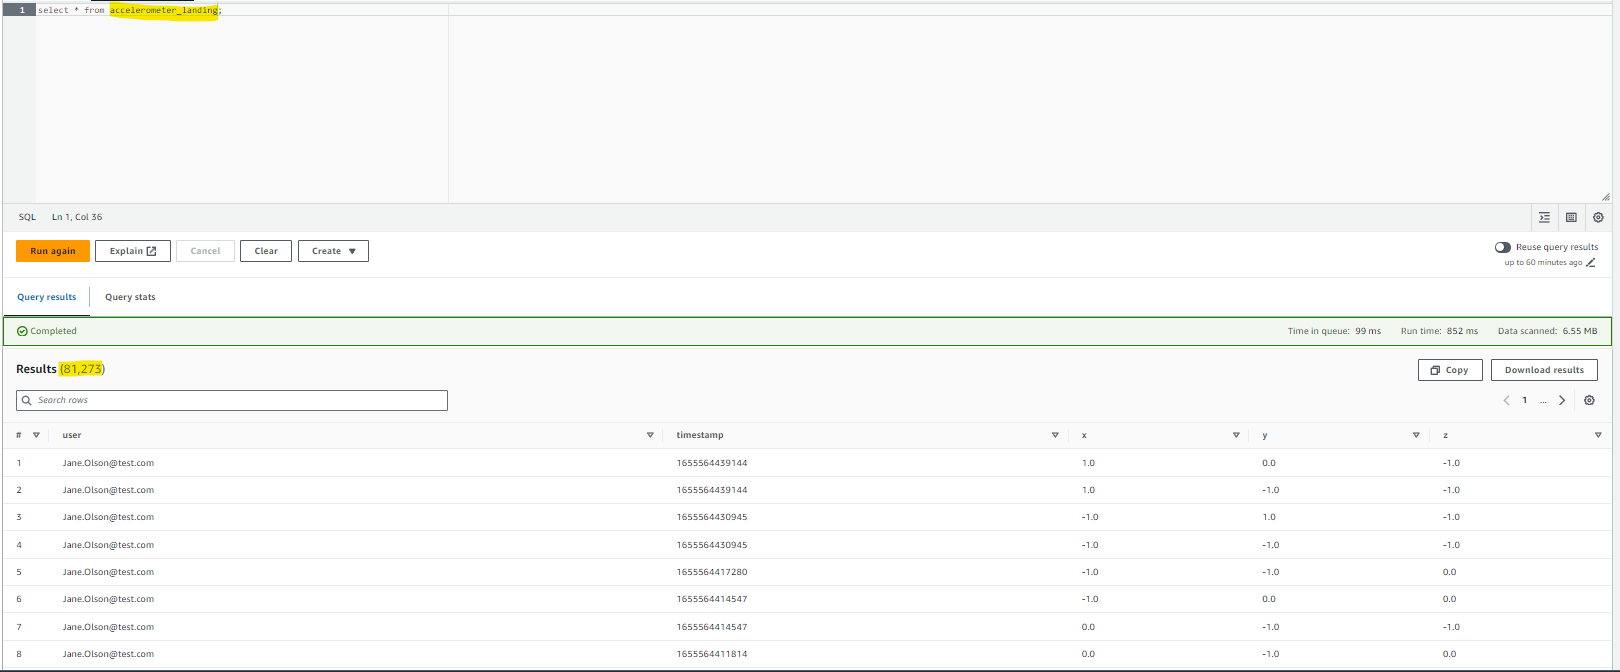 1 select * from accelerometer_landing;
SQL Ln 1, Col 36
Run again Explain Cancel Clear Create Reuse query results
up to 60 minutes ago
Query results Query stats
Completed Time in queue: 99 ms Run time: 852 ms Data scanned: 6.55 MB
Results (81,273) Copy Download results
Search rows 1 ...
# user timestamp x y z
1 Jane.Olson@test.com 1655564439144 1.0 0.0 -1.0
2 Jane.Olson@test.com 1655564439144 1.0 -1.0 -1.0
3 Jane.Olson@test.com 1655564430945 -1.0 1.0 -1.0
4 Jane.Olson@test.com 1655564430945 -1.0 -1.0 -1.0
5 Jane.Olson@test.com 1655564417280 -1.0 -1.0 0.0
6 Jane.Olson@test.com 1655564414547 -1.0 0.0 0.0
7 Jane.Olson@test.com 1655564414547 0.0 -1.0 -1.0
8 Jane.Olson@test.com 1655564411814 0.0 -1.0 0.0